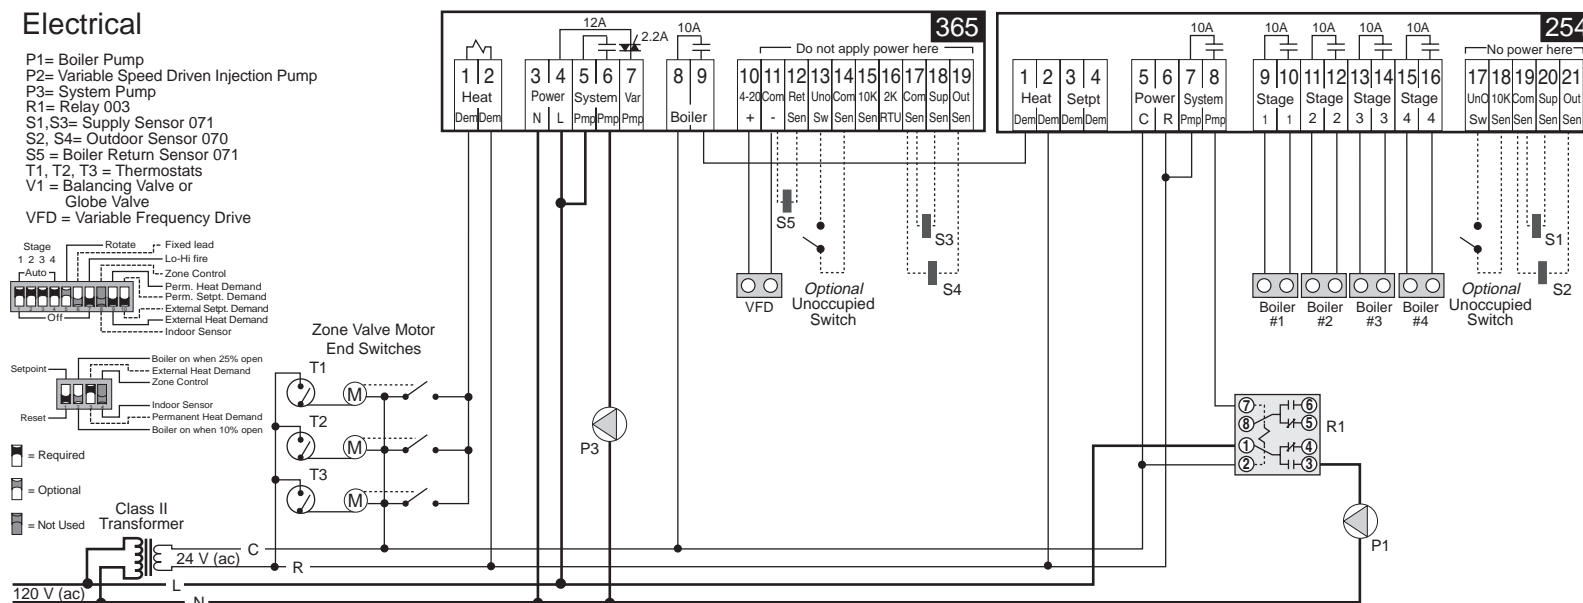 Electrical
P1= Boiler Pump
P2= Variable Speed Driven Injection Pump
P3= System Pump
R1= Relay 003
S1,S3= Supply Sensor 071
S2, S4= Outdoor Sensor 070
S5 = Boiler Return Sensor 071
T1, T2, T3 = Thermostats
V1 = Balancing Valve or
Globe Valve
VFD = Variable Frequency Drive
Stage
1 2 3 4
Auto
Off
Rotate
Fixed lead
Lo-Hi fire
Zone Control
Perm. Heat Demand
Perm. Setpt. Demand
External Setpt. Demand
External Heat Demand
Indoor Sensor
Setpoint
Reset
Boiler on when 25% open
External Heat Demand
Zone Control
Indoor Sensor
Permanent Heat Demand
Boiler on when 10% open
= Required
= Optional
= Not Used
Class II
Transformer
24 V (ac)
120 V (ac)
C
R
L
N
Zone Valve Motor
End Switches
T1
M
T2
M
T3
M
365
12A
2.2A
10A
Do not apply power here
1 2 3 4 5 6 7 8 9 10 11 12 13 14 15 16 17 18 19
Heat Power System Var 4-20 Com Ret Uno Com 10K 2K Com Sup Out
Dem Dem N L Pmp Pmp Pmp Boiler + - Sen Sw Sen Sen RTU Sen Sen Sen
S5
S3
S4
VFD
Optional
Unoccupied
Switch
P3
254
10A
10A
10A
10A
10A
No power here
1 2 3 4 5 6 7 8 9 10 11 12 13 14 15 16 17 18 19 20 21
Heat Setpt Power System Stage Stage Stage Stage UnO 10K Com Sup Out
Dem Dem Dem Dem C R Pmp Pmp 1 1 2 2 3 3 4 4 Sw Sen Sen Sen Sen
S1
S2
Boiler
#1
Boiler
#2
Boiler
#3
Boiler
#4
Optional
Unoccupied
Switch
7 6
8 5
1 4
2 3
R1
P1